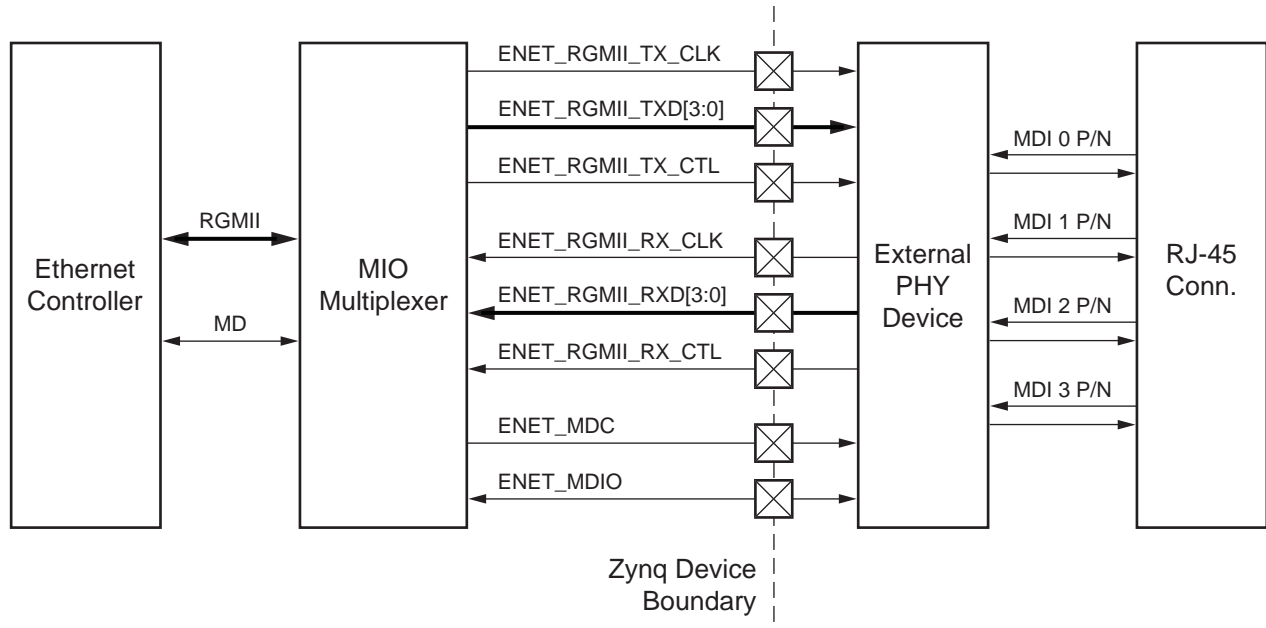 Ethernet
Controller
RGMII
MD
MIO
Multiplexer
ENET_RGMII_TX_CLK
ENET_RGMII_TXD[3:0]
ENET_RGMII_TX_CTL
ENET_RGMII_RX_CLK
ENET_RGMII_RXD[3:0]
ENET_RGMII_RX_CTL
ENET_MDC
ENET_MDIO
Zynq Device
Boundary
External
PHY
Device
MDI 0 P/N
MDI 1 P/N
MDI 2 P/N
MDI 3 P/N
RJ-45
Conn.